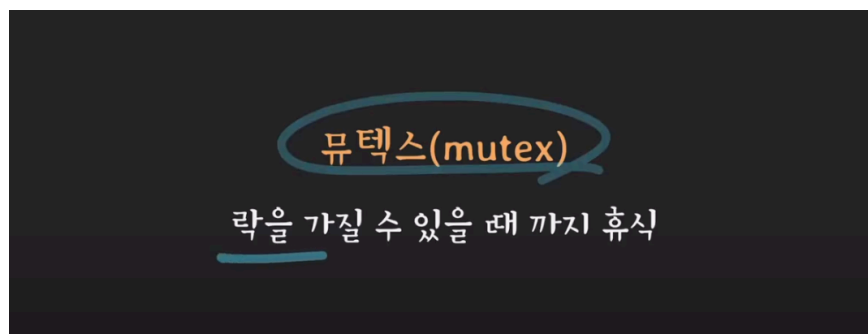 뮤텍스(mutex)
락을 가질 수 있을 때 까지 휴식